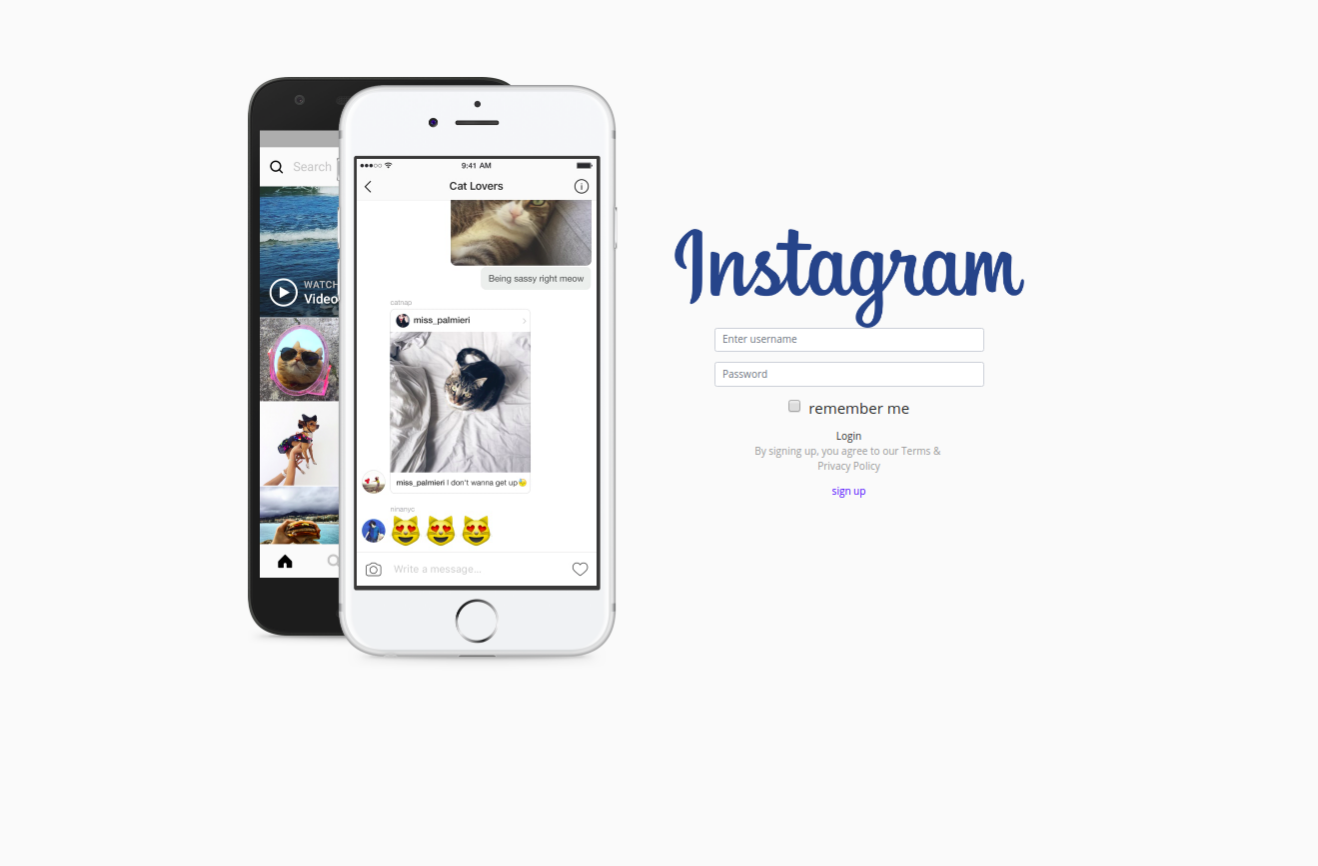 Search
WATCH
Video
9:41 AM
Cat Lovers
Being sassy right meow
catnap
miss_palmieri
miss_palmieri I don't wanna get up
ninanyc
Write a message...
Instagram
Enter username
Password
remember me
Login
By signing up, you agree to our Terms &
Privacy Policy
sign up